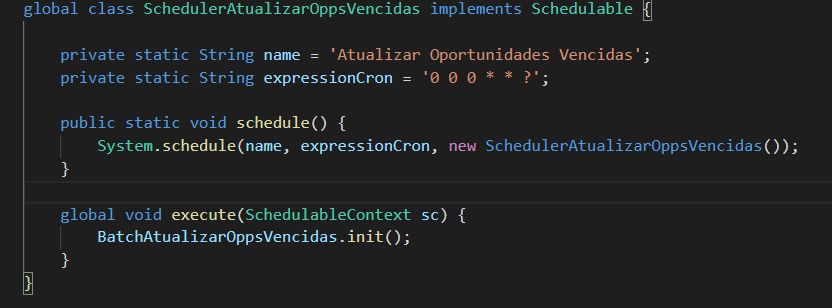 global class SchedulerAtualizarOppsVencidas implements Schedulable {
private static String name = 'Atualizar Oportunidades Vencidas';
private static String expressionCron = '0 0 0 * * ?';
public static void schedule() {
System.schedule(name, expressionCron, new SchedulerAtualizarOppsVencidas());
}
global void execute(SchedulableContext sc) {
BatchAtualizarOppsVencidas.init();
}
}